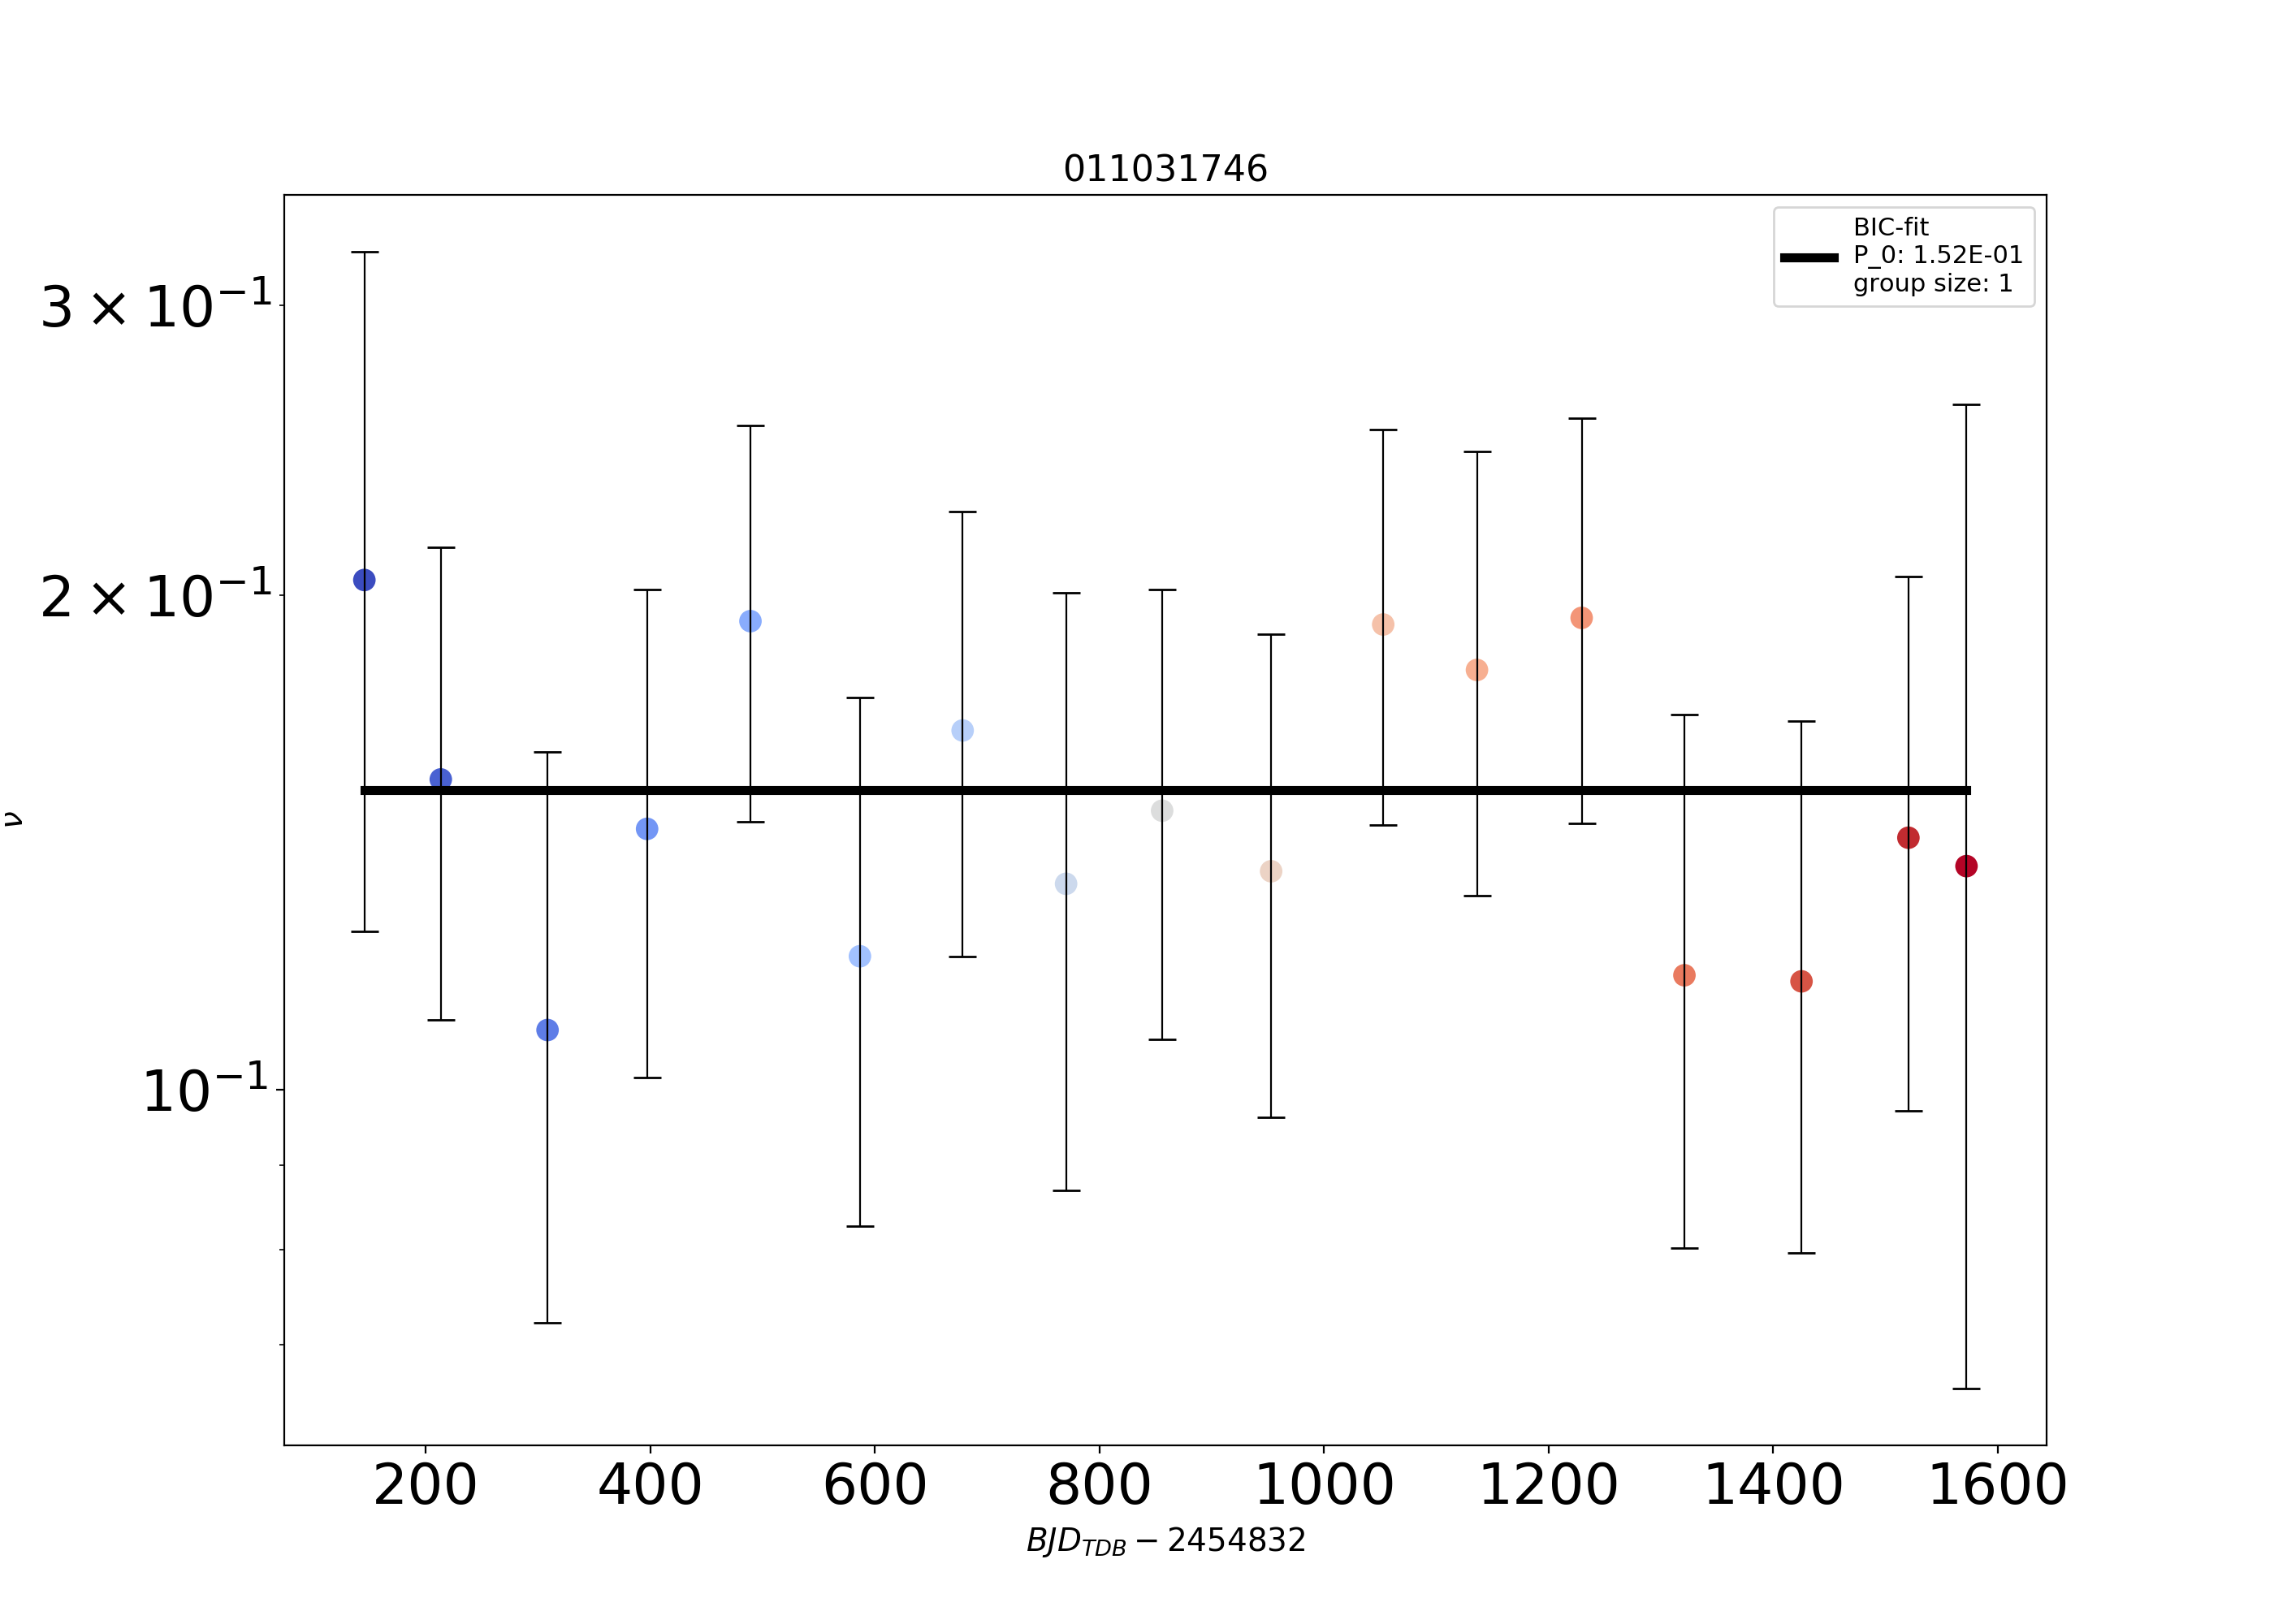 011031746
BIC-fit
P_0: 1.52E-01
group size: 1
3 × 10⁻¹
2 × 10⁻¹
10⁻¹
ν
200 400 600 800 1000 1200 1400 1600
BJD_TDB − 2454832